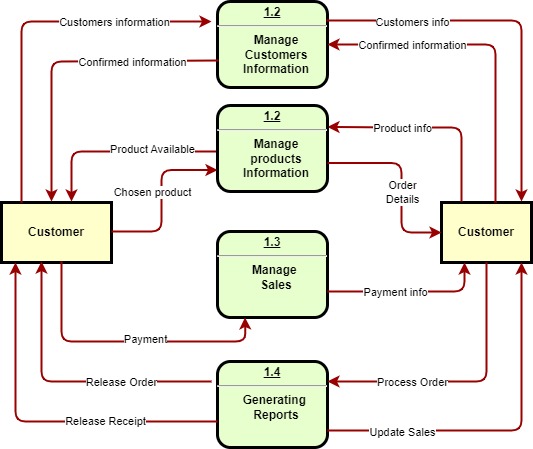 1.2
Customers information
Customers info
Manage
Customers
Information
Confirmed information
Confirmed information
1.2
Product info
Manage
products
Information
Product Available
Chosen product
Order
Details
Customer
Customer
1.3
Manage
Sales
Payment info
Payment
1.4
Release Order
Process Order
Generating
Reports
Release Receipt
Update Sales